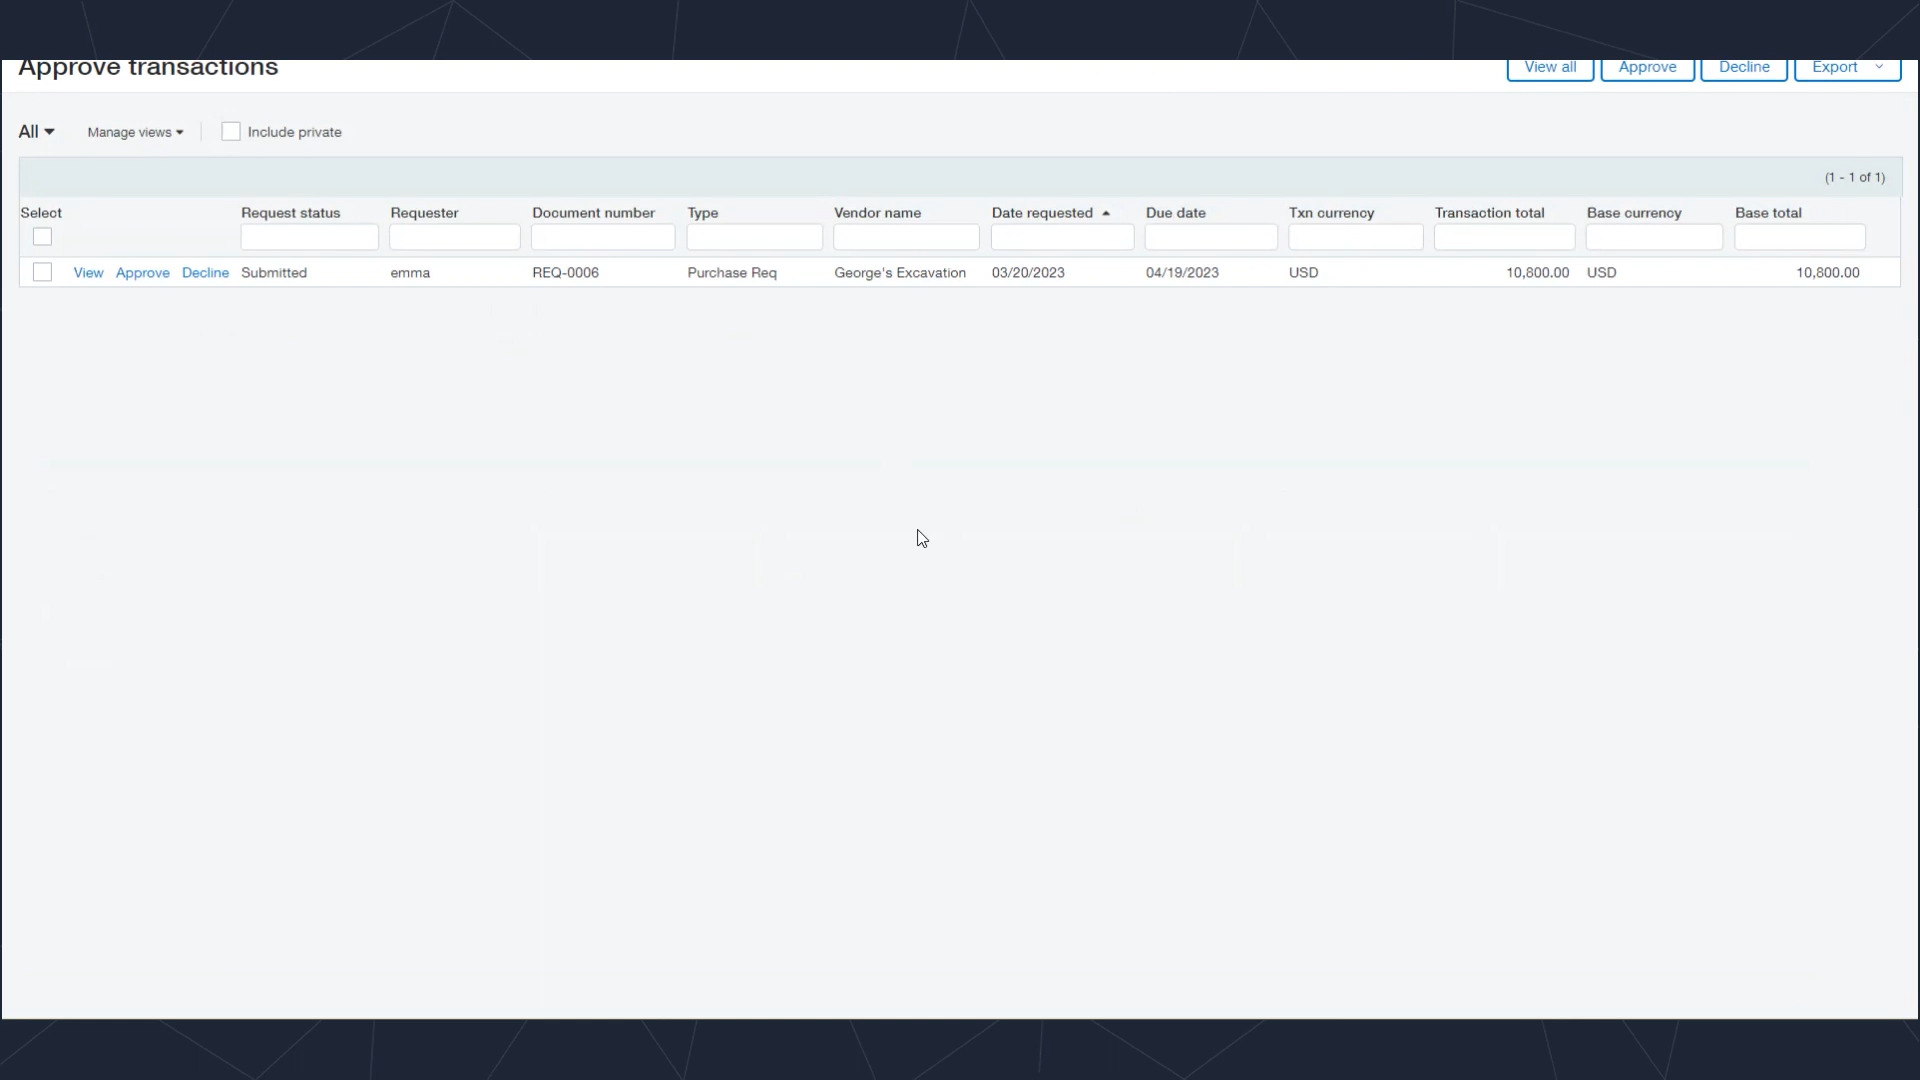 Approve transactions
View all Approve Decline Export
All Manage views Include private
(1 - 1 of 1)
Select Request status Requester Document number Type Vendor name Date requested Due date Txn currency Transaction total Base currency Base total
View Approve Decline Submitted emma REQ-0006 Purchase Req George's Excavation 03/20/2023 04/19/2023 USD 10,800.00 USD 10,800.00